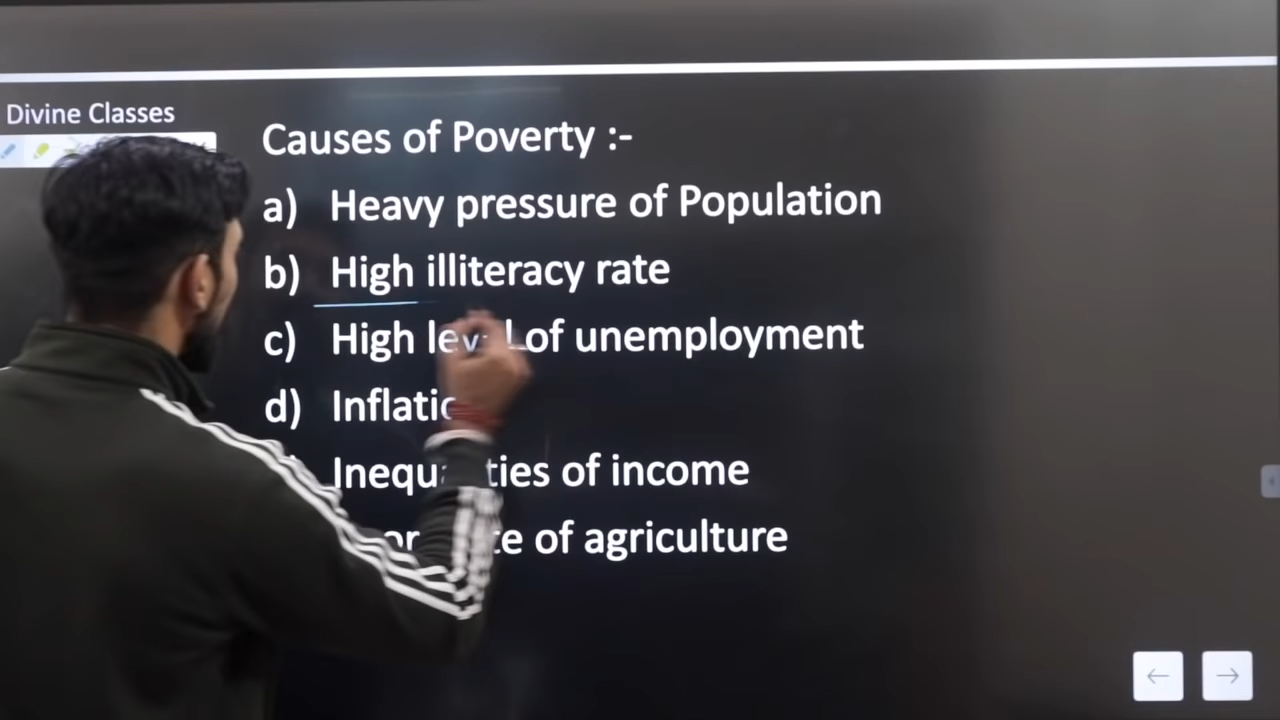 Divine Classes
Causes of Poverty :-
a) Heavy pressure of Population
b) High illiteracy rate
c) High level of unemployment
d)
of income
of agriculture